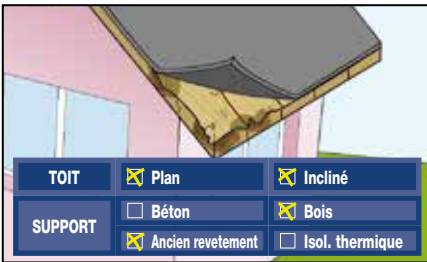 TOIT Plan Incliné
SUPPORT Béton Bois
Ancien revetement Isol. thermique